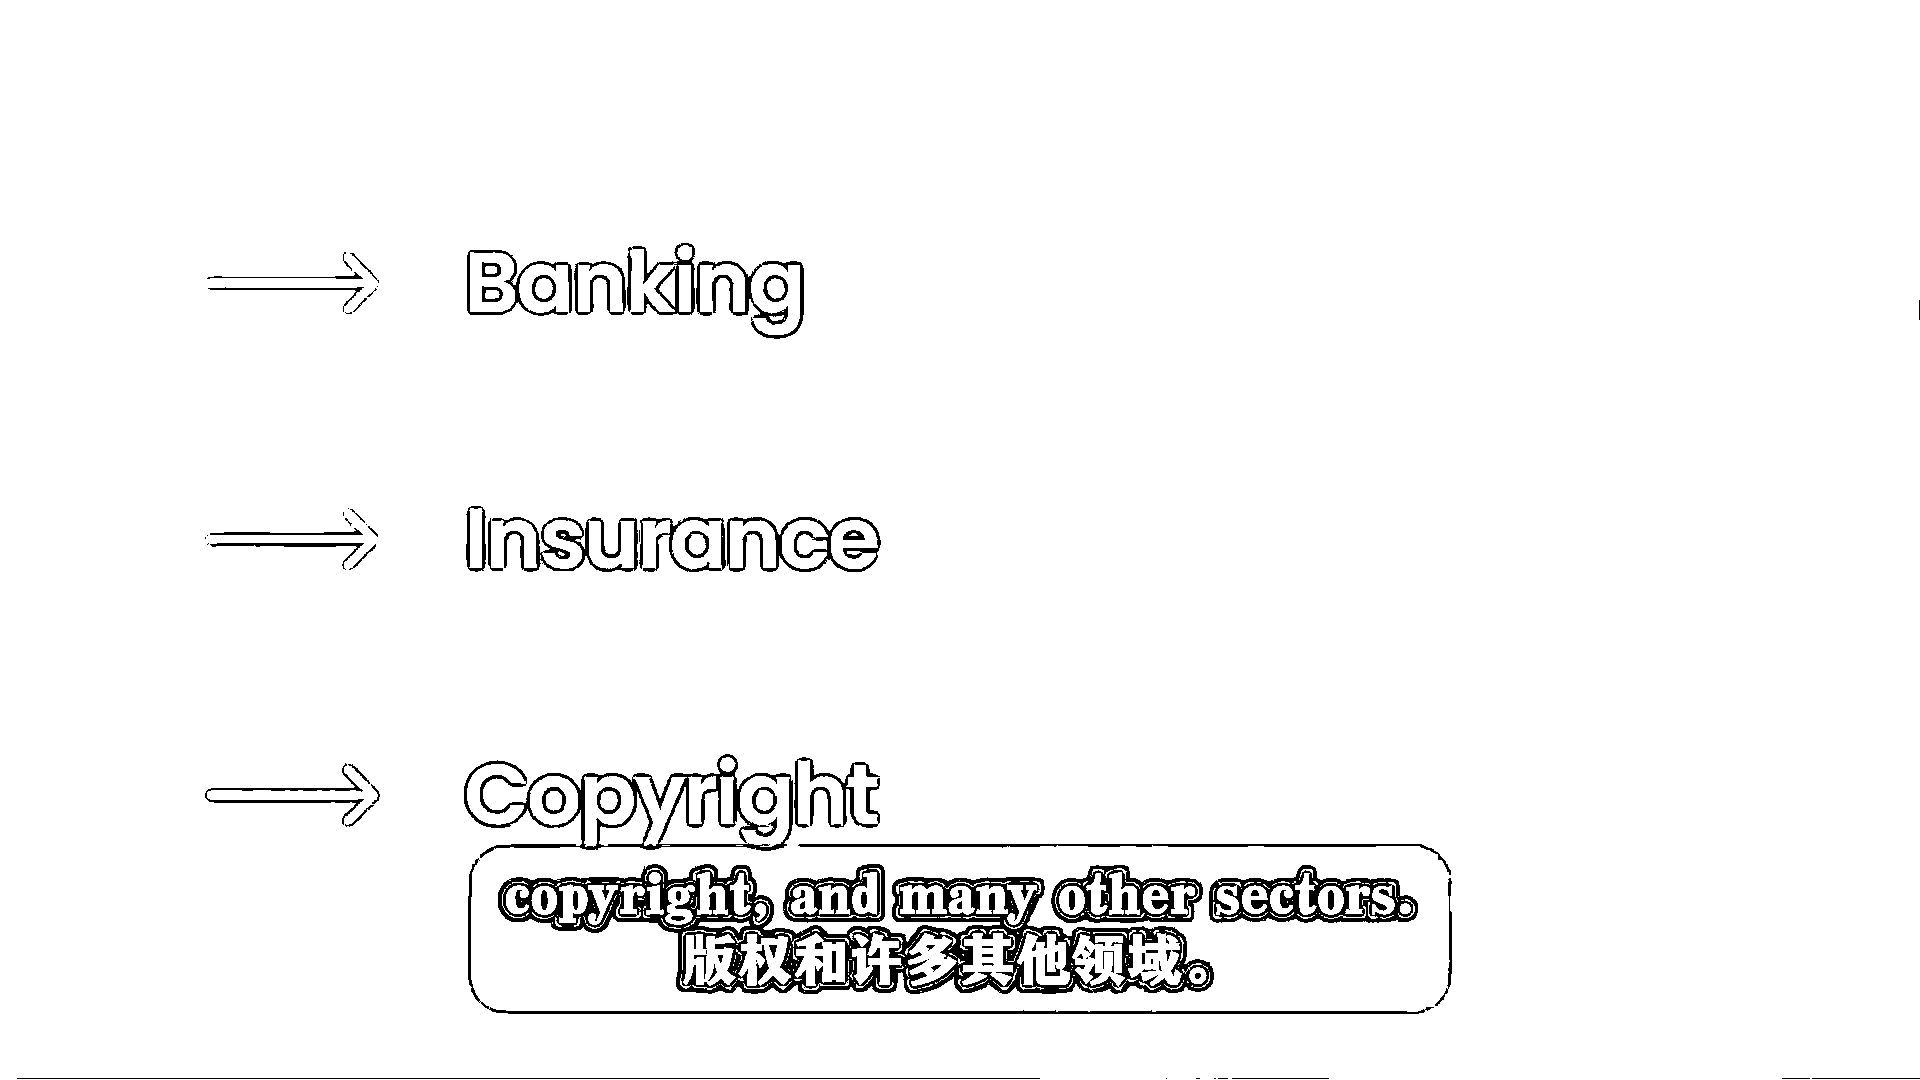 Banking
Insurance
Copyright
copyright, and many other sectors.
版权和许多其他领域。